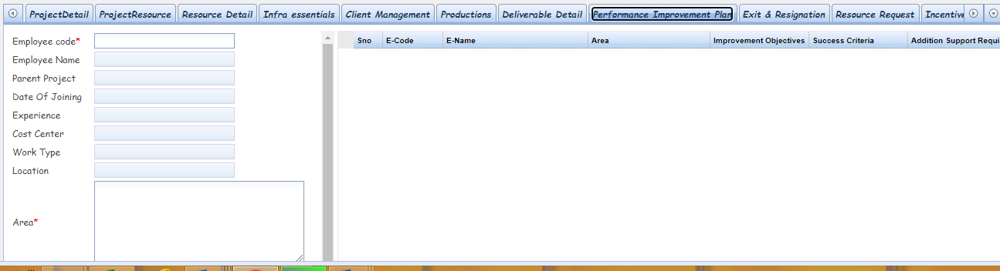 ProjectDetail ProjectResource Resource Detail Infra essentials Client Management Productions Deliverable Detail Performance Improvement Plan Exit & Resignation Resource Request Incentive
Sno E-Code E-Name Area Improvement Objectives Success Criteria Addition Support Requi
Employee code*
Employee Name
Parent Project
Date Of Joining
Experience
Cost Center
Work Type
Location
Area*